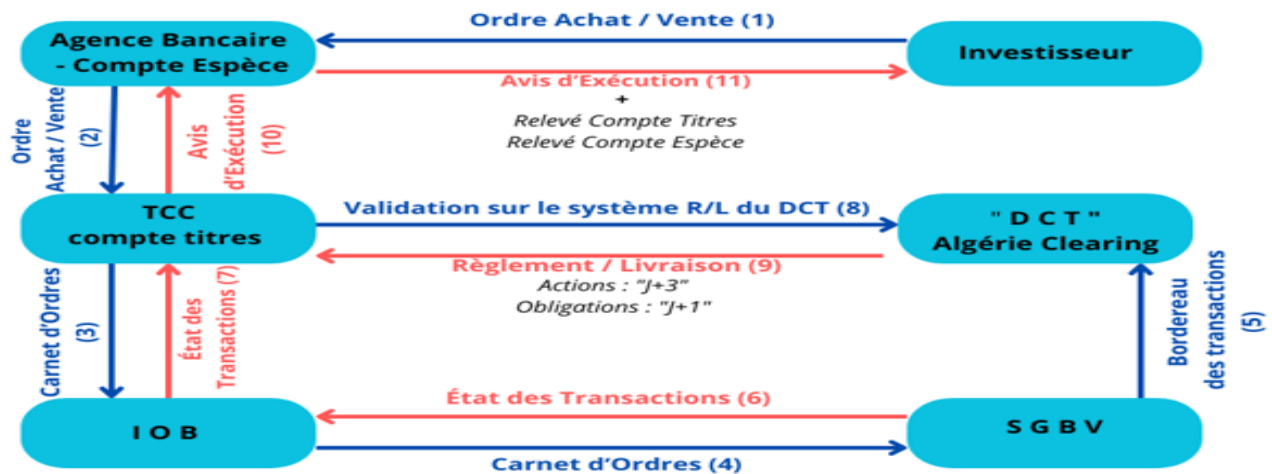 Ordre Achat / Vente (1)
Agence Bancaire
- Compte Espèce
Investisseur
Avis d'Exécution (11)
+
Relevé Compte Titres
Relevé Compte Espèce
Ordre
Achat / Vente
(2)
Avis
d'Exécution
(10)
TCC
compte titres
Validation sur le système R/L du DCT (8)
" D C T "
Algérie Clearing
Règlement / Livraison (9)
Actions : "J+3"
Obligations : "J+1"
Carnet d'Ordres
(3)
État des
Transactions (7)
Bordereau
des transactions
(5)
I O B
État des Transactions (6)
S G B V
Carnet d'Ordres (4)